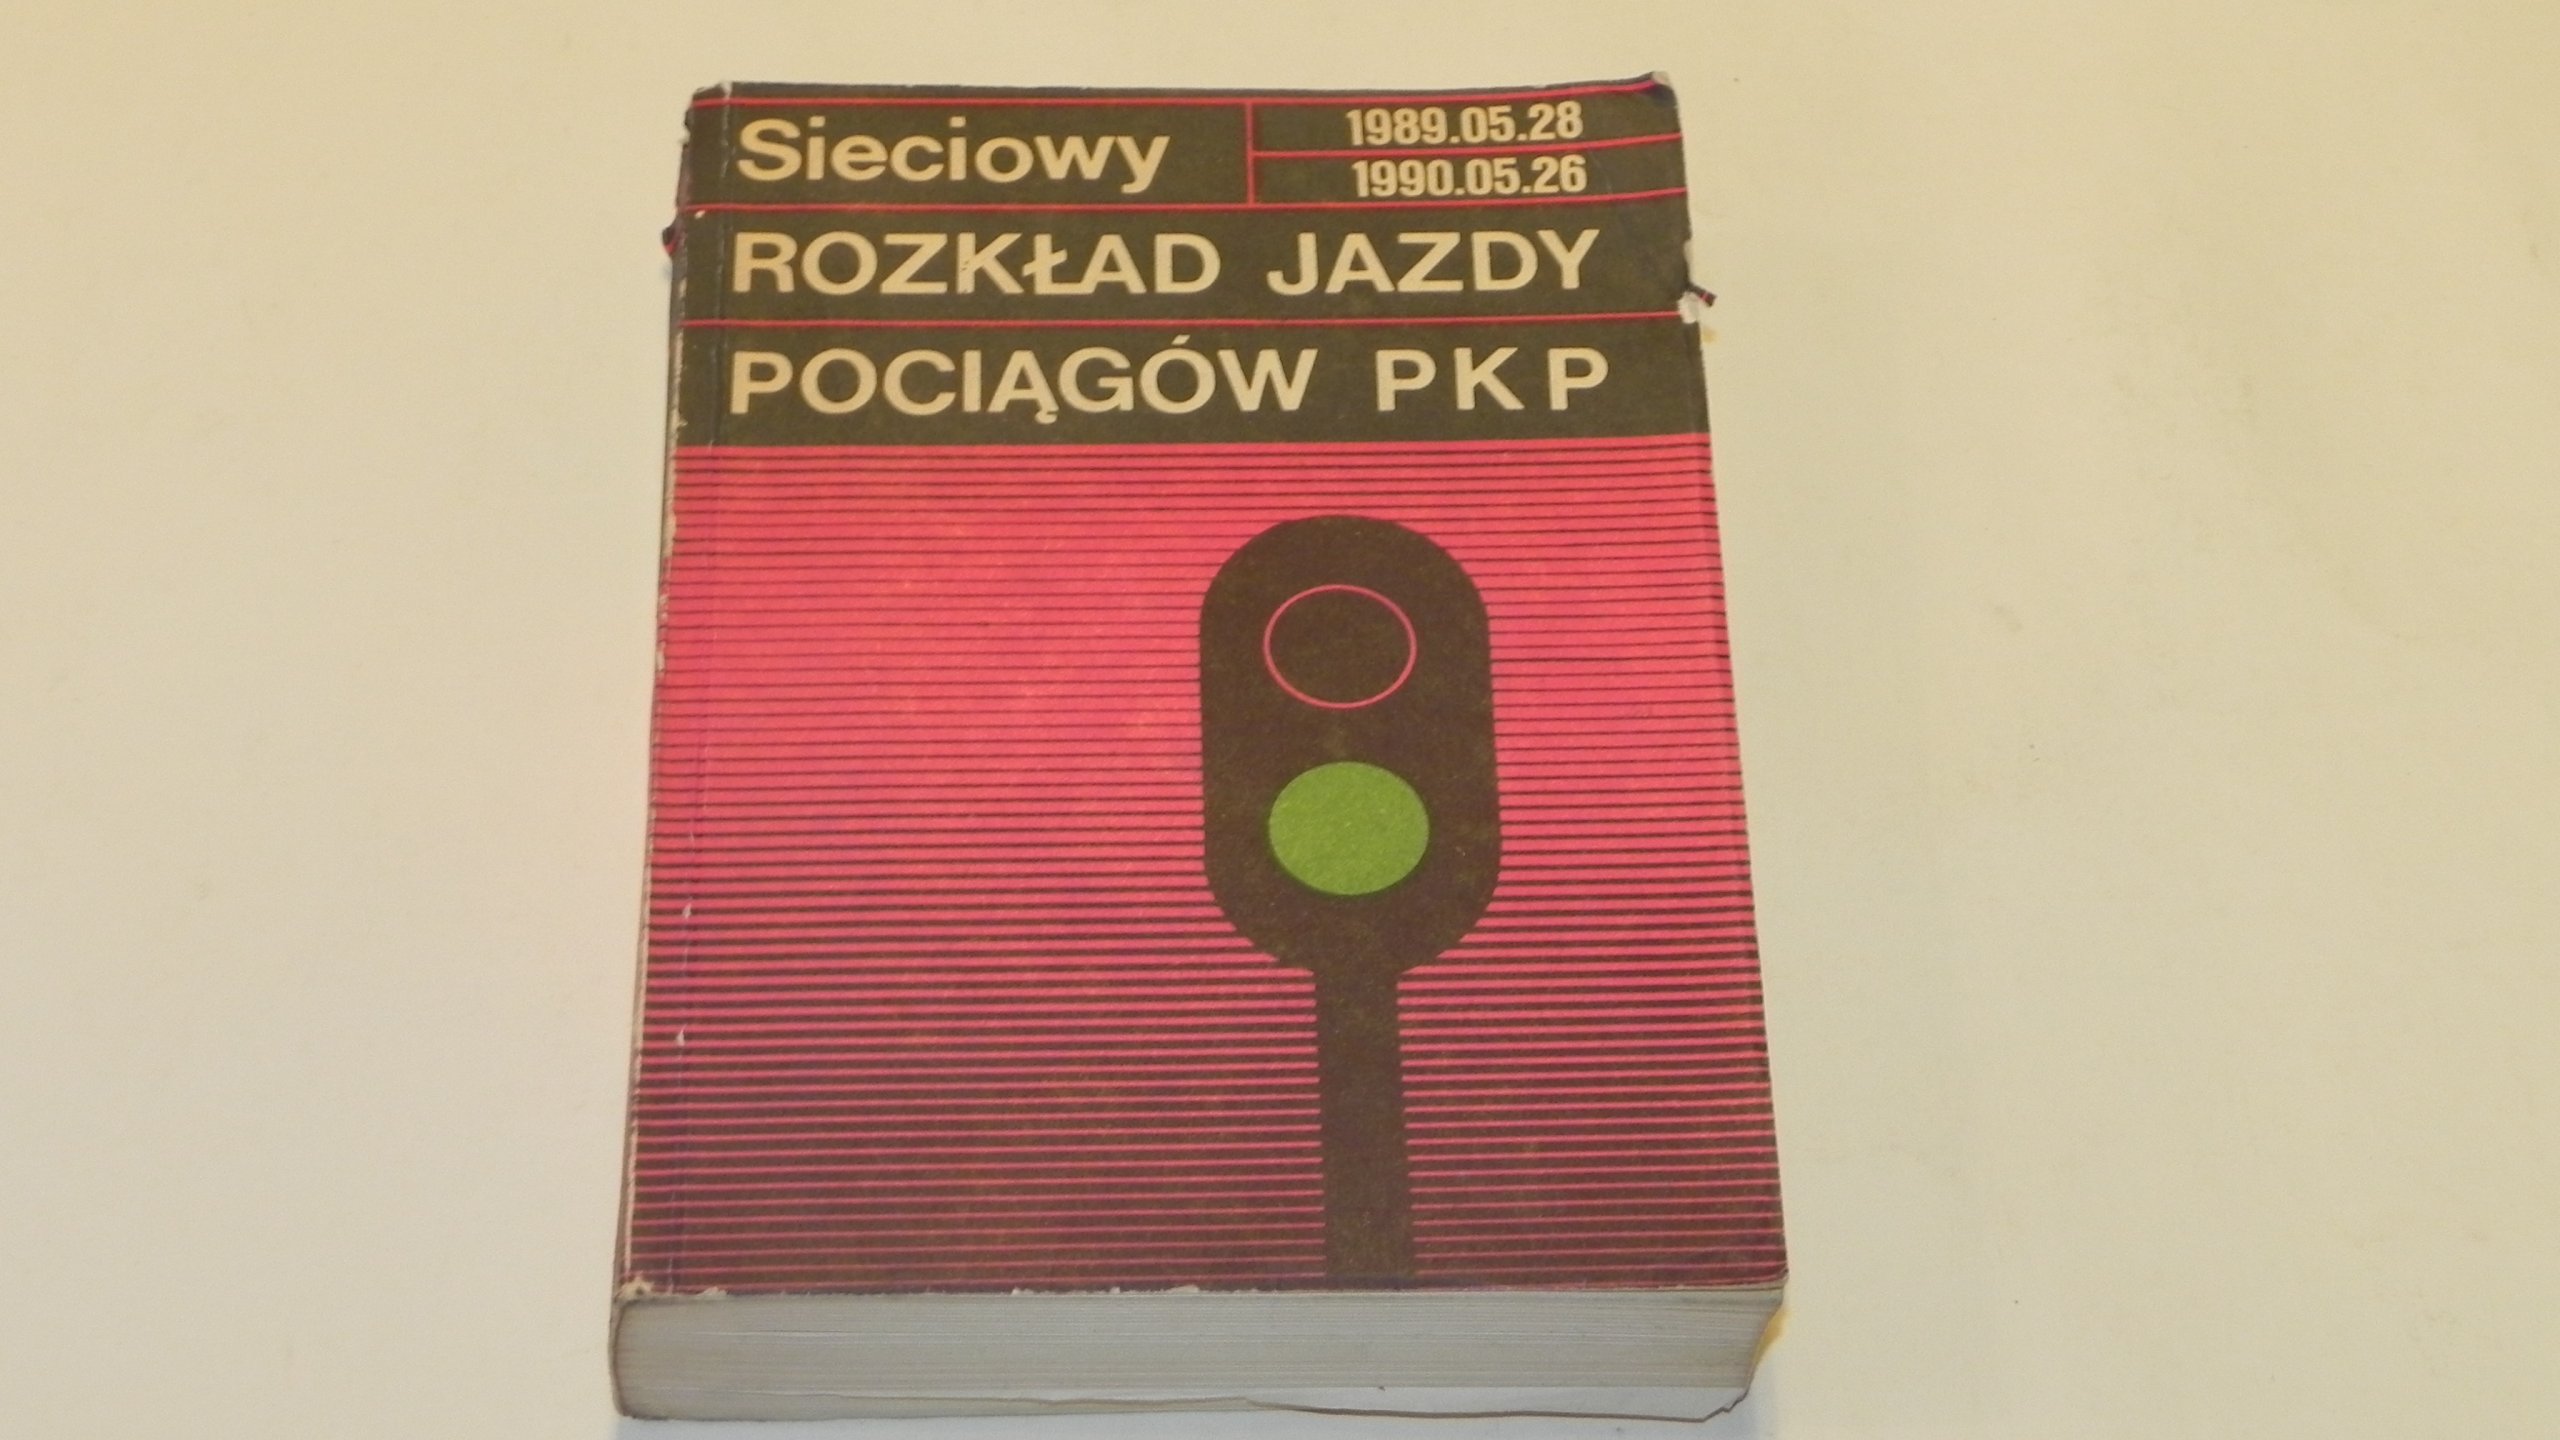 Sieciowy
1989.05.28
1990.05.26
ROZKŁAD JAZDY
POCIĄGÓW PKP